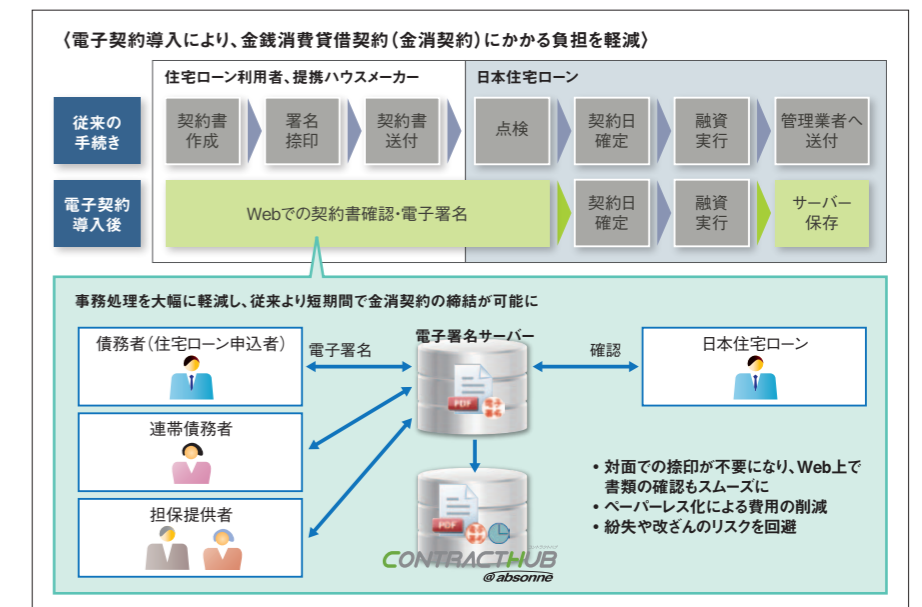 〈電子契約導入により、金銭消費貸借契約(金消契約)にかかる負担を軽減〉
住宅ローン利用者、提携ハウスメーカー
日本住宅ローン
従来の
手続き
契約書
作成
署名
捺印
契約書
送付
点検
契約日
確定
融資
実行
管理業者へ
送付
電子契約
導入後
Webでの契約書確認・電子署名
契約日
確定
融資
実行
サーバー
保存
事務処理を大幅に軽減し、従来より短期間で金消契約の締結が可能に
債務者(住宅ローン申込者)
電子署名
電子署名サーバー
確認
日本住宅ローン
PDF
電子
署名
連帯債務者
担保提供者
PDF
CONTRACTHUB
@absonne
・対面での捺印が不要になり、Web上で
書類の確認もスムーズに
・ペーパーレス化による費用の削減
・紛失や改ざんのリスクを回避